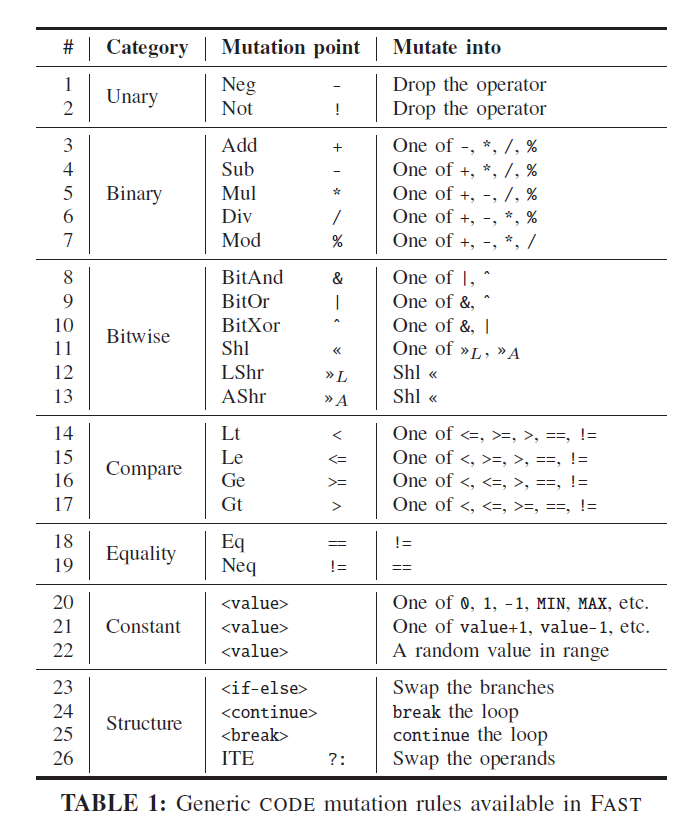 # Category Mutation point Mutate into
1 Neg - Drop the operator
Unary
2 Not ! Drop the operator
3 Add + One of -, *, /, %
4 Sub - One of +, *, /, %
5 Binary Mul * One of +, -, /, %
6 Div / One of +, -, *, %
7 Mod % One of +, -, *, /
8 BitAnd & One of |, ^
9 BitOr | One of &, ^
10 BitXor ^ One of &, |
Bitwise
11 Shl « One of »L, »A
12 LShr »L Shl «
13 AShr »A Shl «
14 Lt < One of <=, >=, >, ==, !=
15 Le <= One of <, >=, >, ==, !=
Compare
16 Ge >= One of <, <=, >, ==, !=
17 Gt > One of <, <=, >=, ==, !=
18 Eq == !=
Equality
19 Neq != ==
20 <value> One of 0, 1, -1, MIN, MAX, etc.
21 Constant <value> One of value+1, value-1, etc.
22 <value> A random value in range
23 <if-else> Swap the branches
24 <continue> break the loop
Structure
25 <break> continue the loop
26 ITE ?: Swap the operands
TABLE 1: Generic CODE mutation rules available in FAST